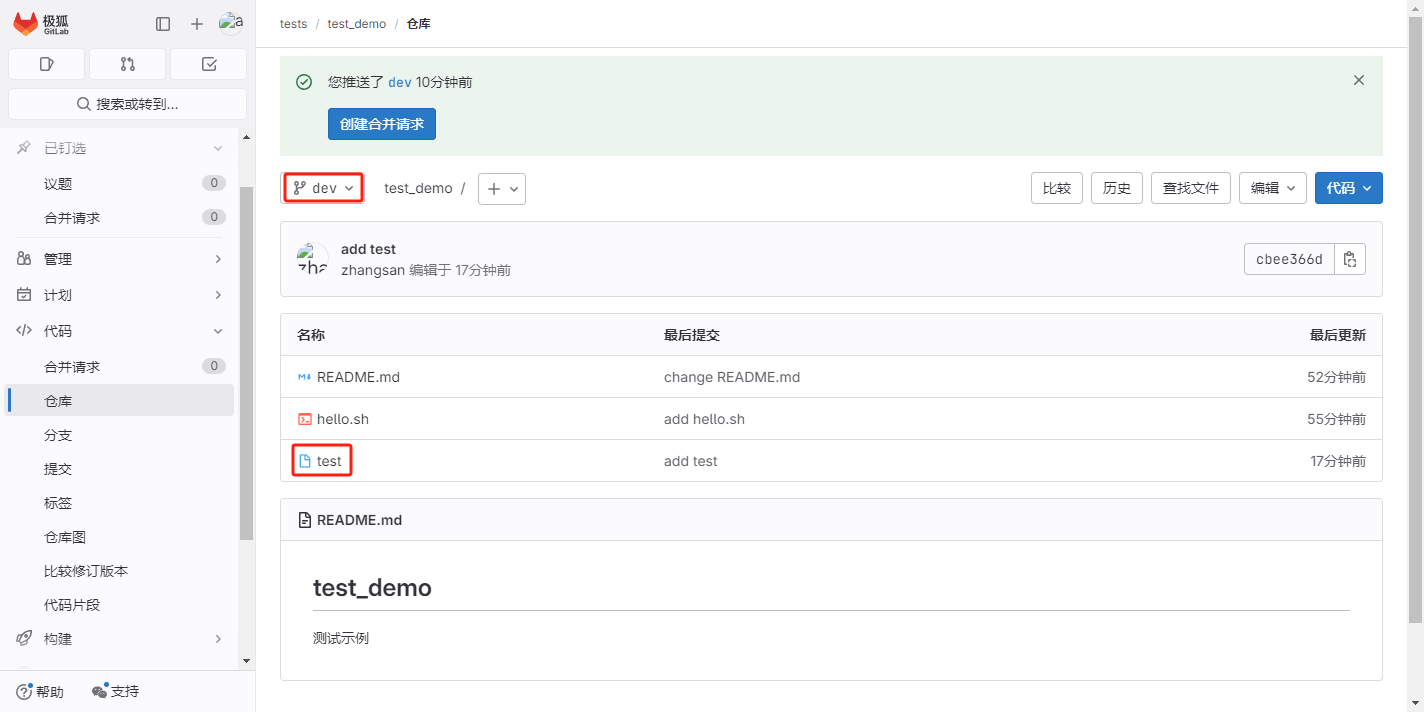 极狐
GitLab
搜索或转到...
已钉选
议题 0
合并请求 0
管理
计划
代码
合并请求 0
仓库
分支
提交
标签
仓库图
比较修订版本
代码片段
构建
帮助 支持
tests / test_demo / 仓库
您推送了 dev 10分钟前
创建合并请求
dev test_demo / 比较 历史 查找文件 编辑 代码
add test
zhangsan 编辑于 17分钟前
cbee366d
名称 最后提交 最后更新
README.md change README.md 52分钟前
hello.sh add hello.sh 55分钟前
test add test 17分钟前
README.md
test_demo
测试示例